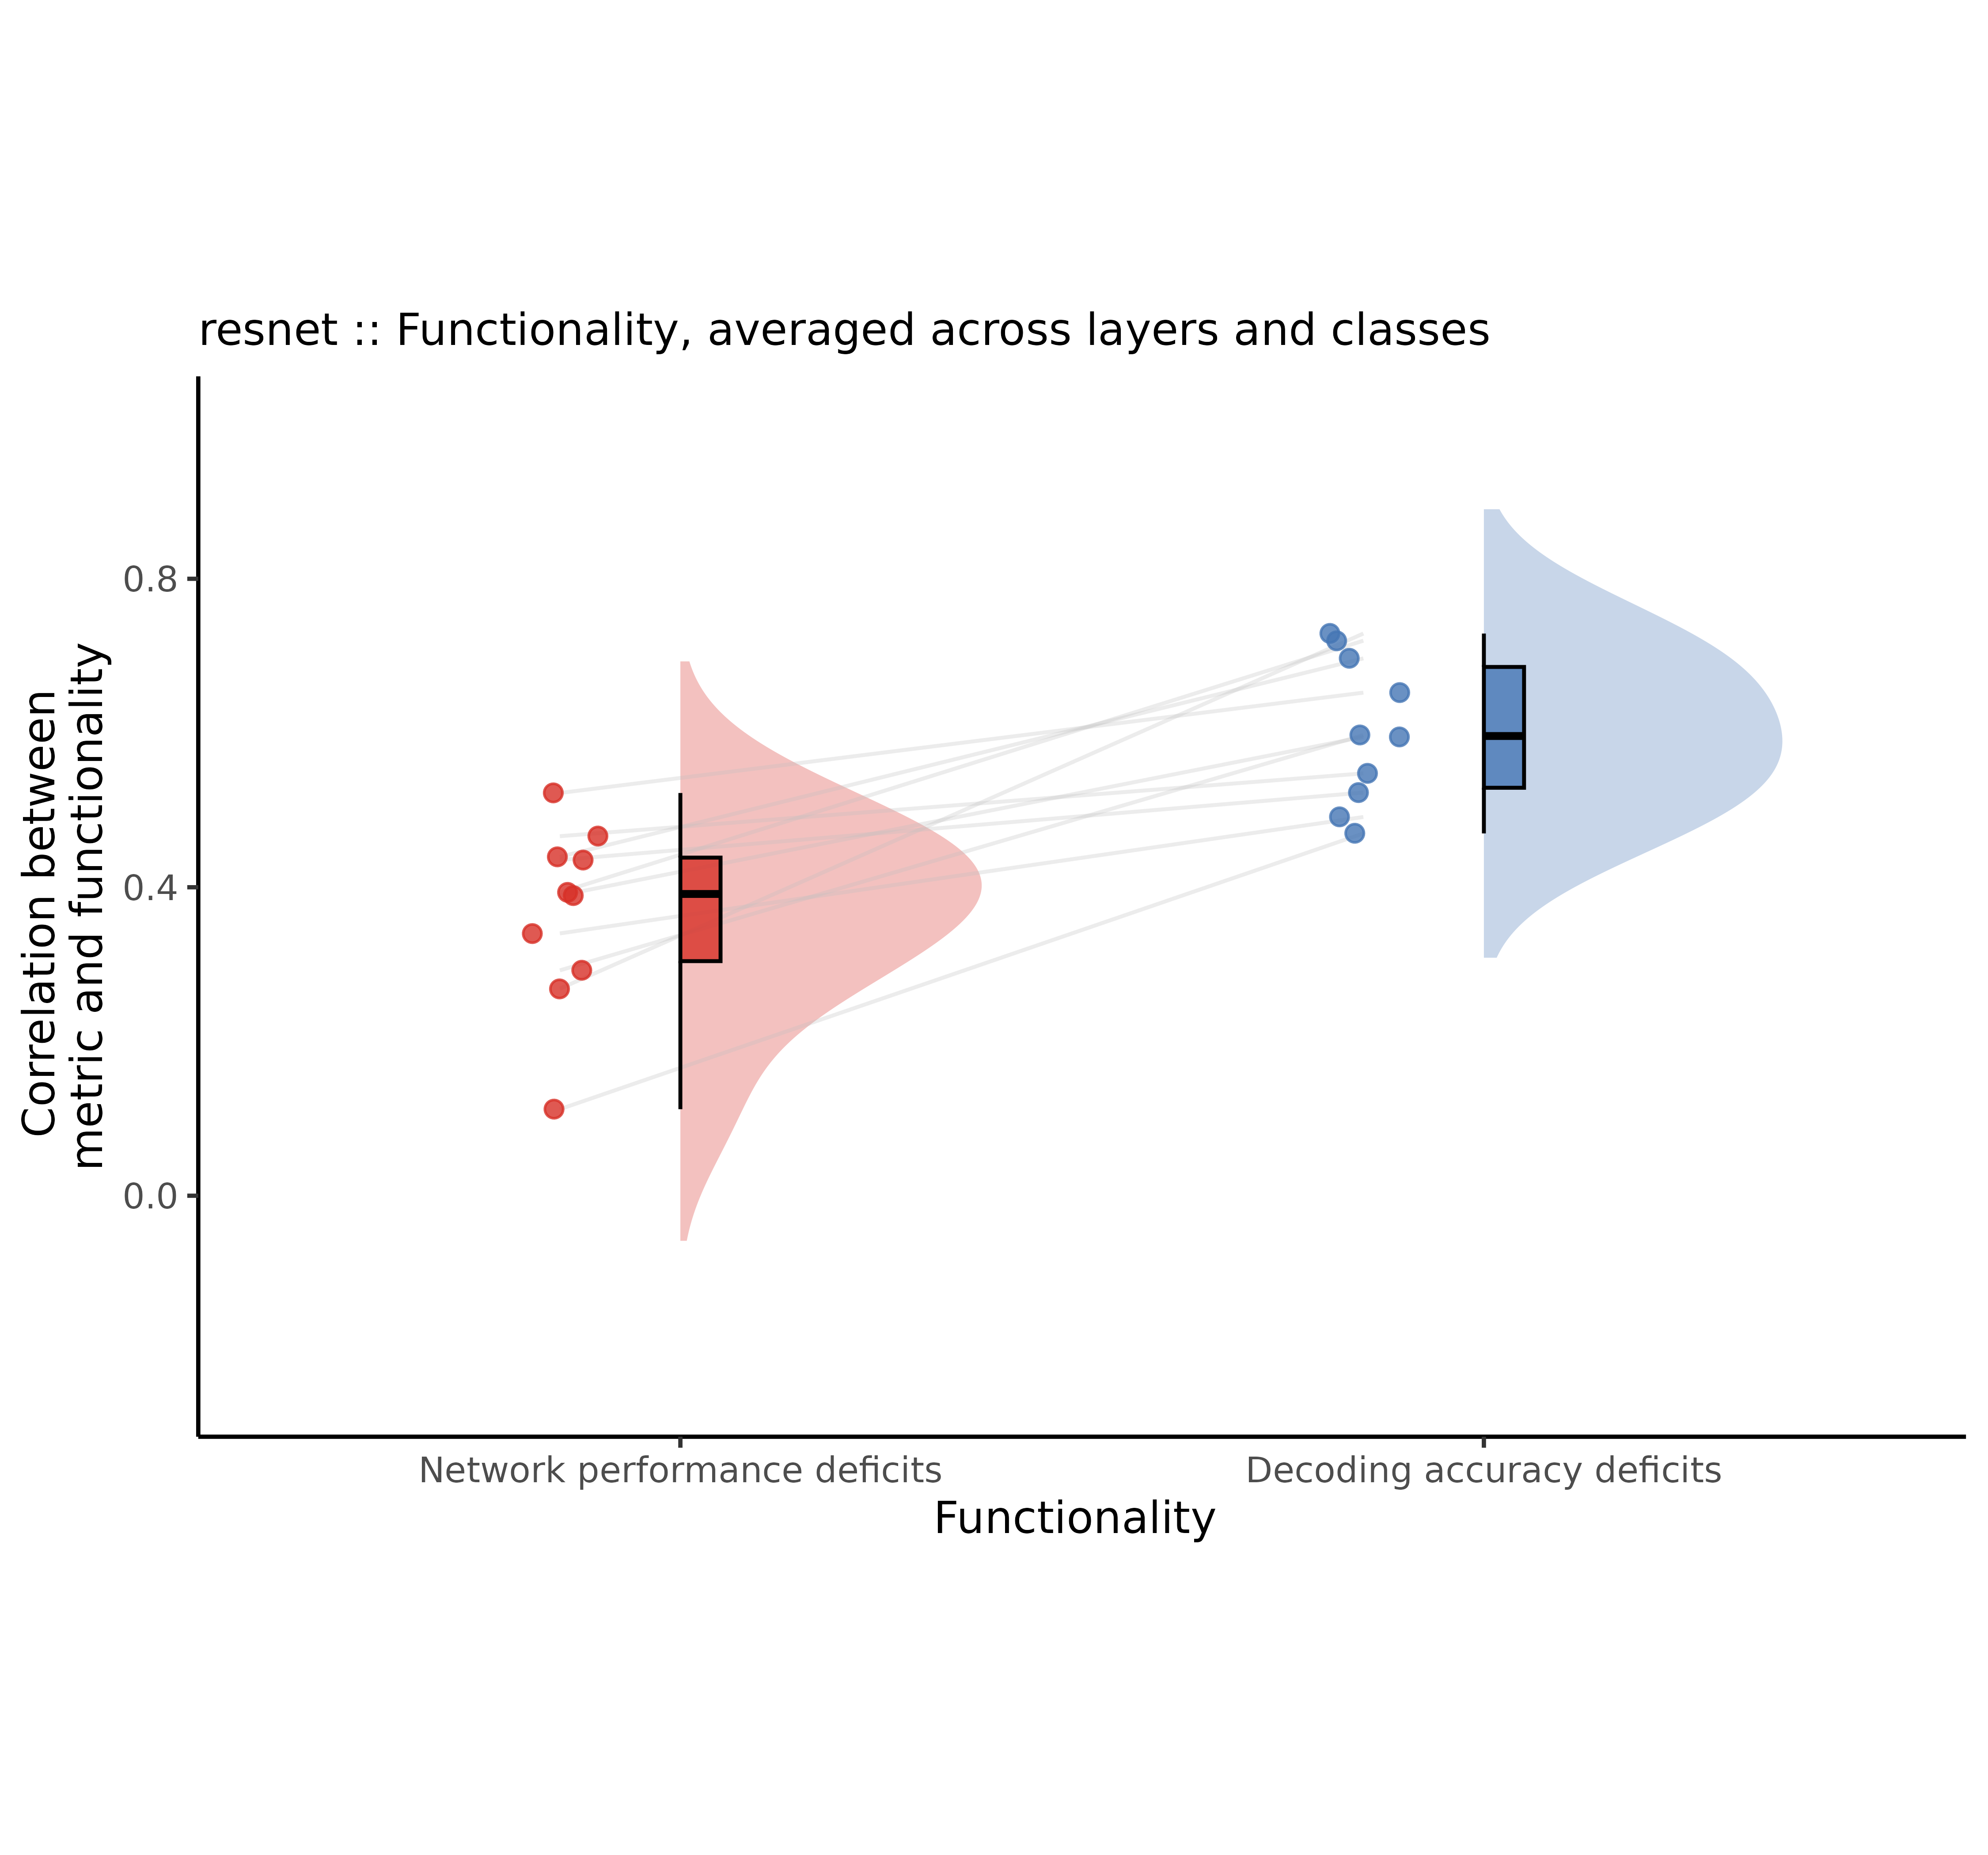 resnet :: Functionality, averaged across layers and classes
Correlation between
metric and functionality
0.8
0.4
0.0
Network performance deficits
Decoding accuracy deficits
Functionality